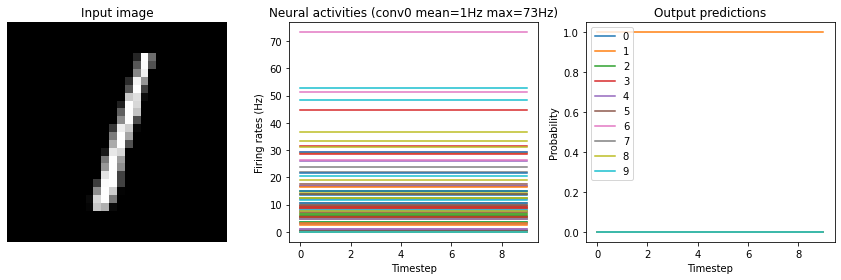 Input image
Neural activities (conv0 mean=1Hz max=73Hz)
Firing rates (Hz)
70
60
50
40
30
20
10
0
0 2 4 6 8
Timestep
Output predictions
Probability
1.0
0.8
0.6
0.4
0.2
0.0
0
1
2
3
4
5
6
7
8
9
0 2 4 6 8
Timestep